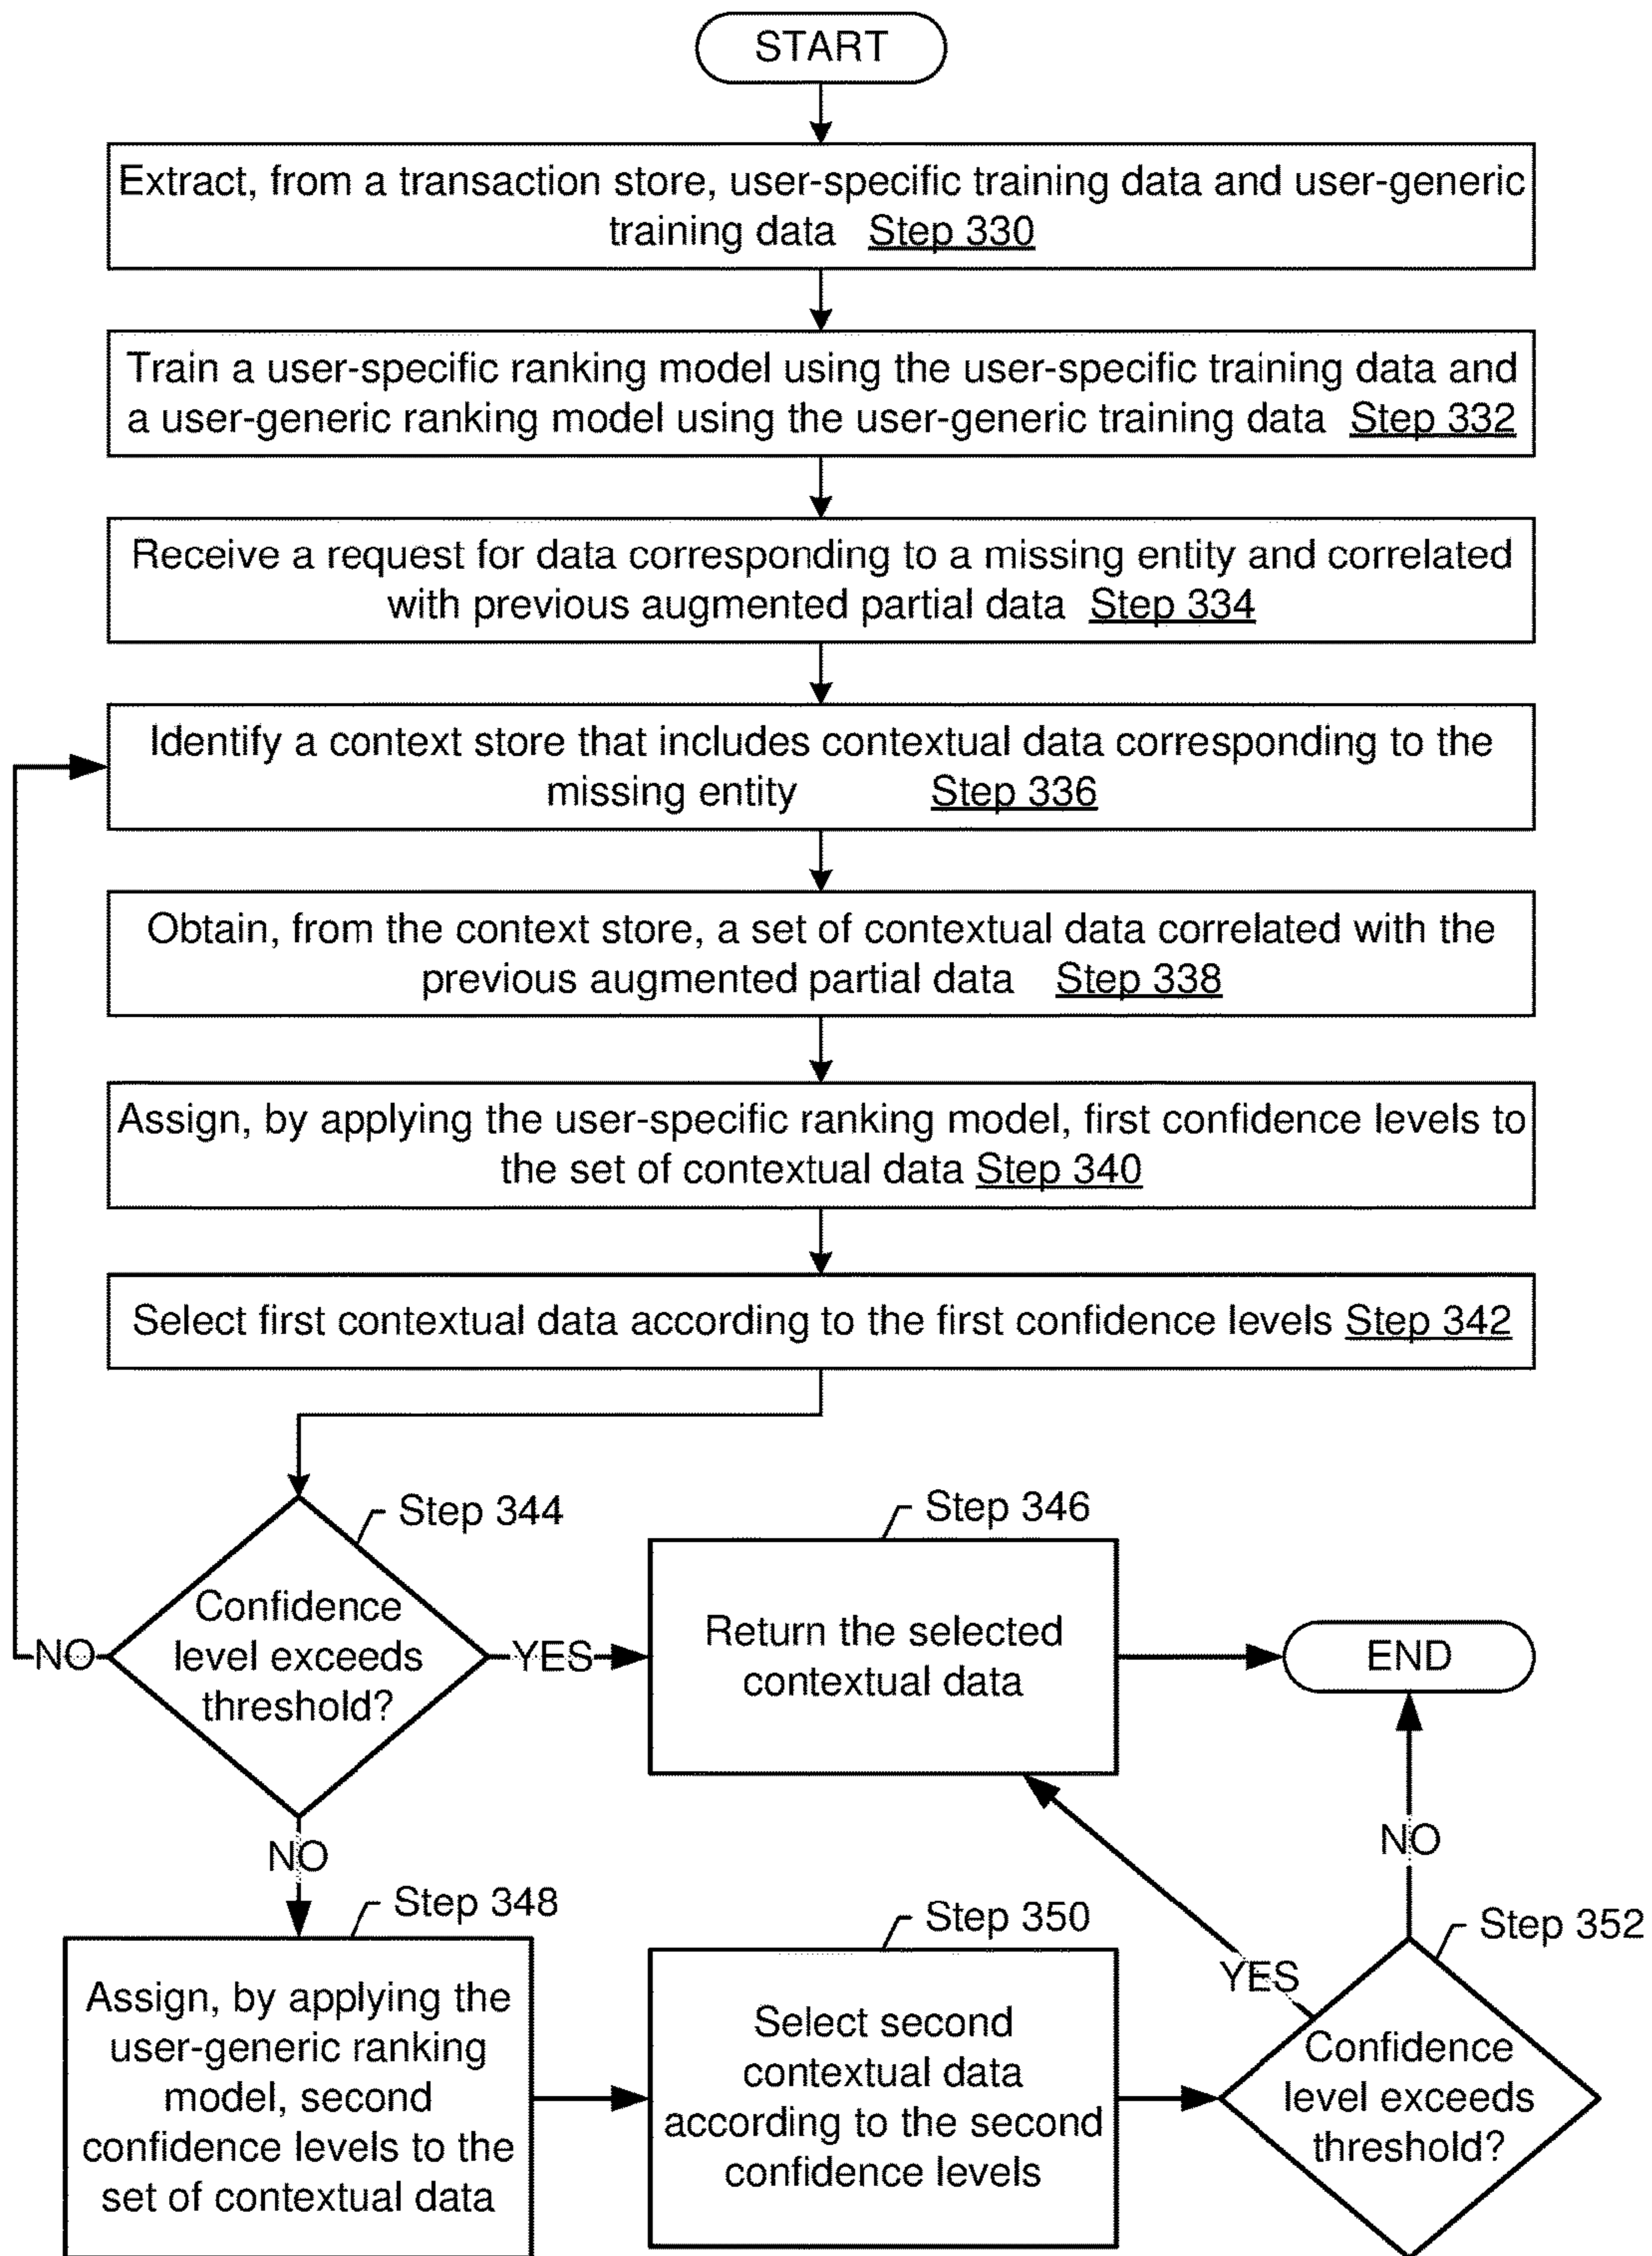 START
Extract, from a transaction store, user-specific training data and user-generic
training data Step 330
Train a user-specific ranking model using the user-specific training data and
a user-generic ranking model using the user-generic training data Step 332
Receive a request for data corresponding to a missing entity and correlated
with previous augmented partial data Step 334
Identify a context store that includes contextual data corresponding to the
missing entity Step 336
Obtain, from the context store, a set of contextual data correlated with the
previous augmented partial data Step 338
Assign, by applying the user-specific ranking model, first confidence levels to
the set of contextual data Step 340
Select first contextual data according to the first confidence levels Step 342
Step 344
Confidence
level exceeds
threshold?
NO
YES
NO
Step 346
Return the selected
contextual data
END
Step 348
Assign, by applying the
user-generic ranking
model, second
confidence levels to the
set of contextual data
Step 350
Select second
contextual data
according to the second
confidence levels
Step 352
Confidence
level exceeds
threshold?
YES
NO